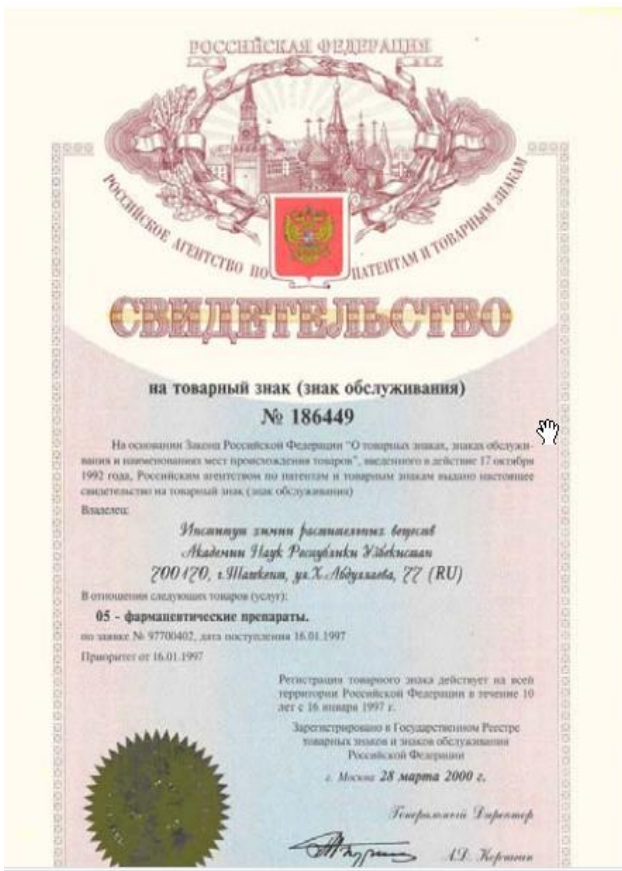 РОССИЙСКАЯ ФЕДЕРАЦИЯ
РОССИЙСКОЕ АГЕНТСТВО ПО ПАТЕНТАМ И ТОВАРНЫМ ЗНАКАМ
СВИДЕТЕЛЬСТВО
на товарный знак (знак обслуживания)
№ 186449
На основании Закона Российской Федерации "О товарных знаках, знаках обслужи-
вания и наименованиях мест происхождения товаров", введенного в действие 17 октября
1992 года, Российским агентством по патентам и товарным знакам выдано настоящее
свидетельство на товарный знак (знак обслуживания)
Владелец:
Институт химии растительных веществ
Академии Наук Республики Узбекистан
700170, г.Ташкент, ул.Х.Абдуллаева, 77 (RU)
В отношении следующих товаров (услуг):
05 - фармацевтические препараты.
по заявке № 97700402, дата поступления 16.01.1997
Приоритет от 16.01.1997
Регистрация товарного знака действует на всей
территории Российской Федерации в течение 10
лет с 16 января 1997 г.
Зарегистрировано в Государственном Реестре
товарных знаков и знаков обслуживания
Российской Федерации
г. Москва 28 марта 2000 г.
Генеральный Директор
А.Д. Корчагин